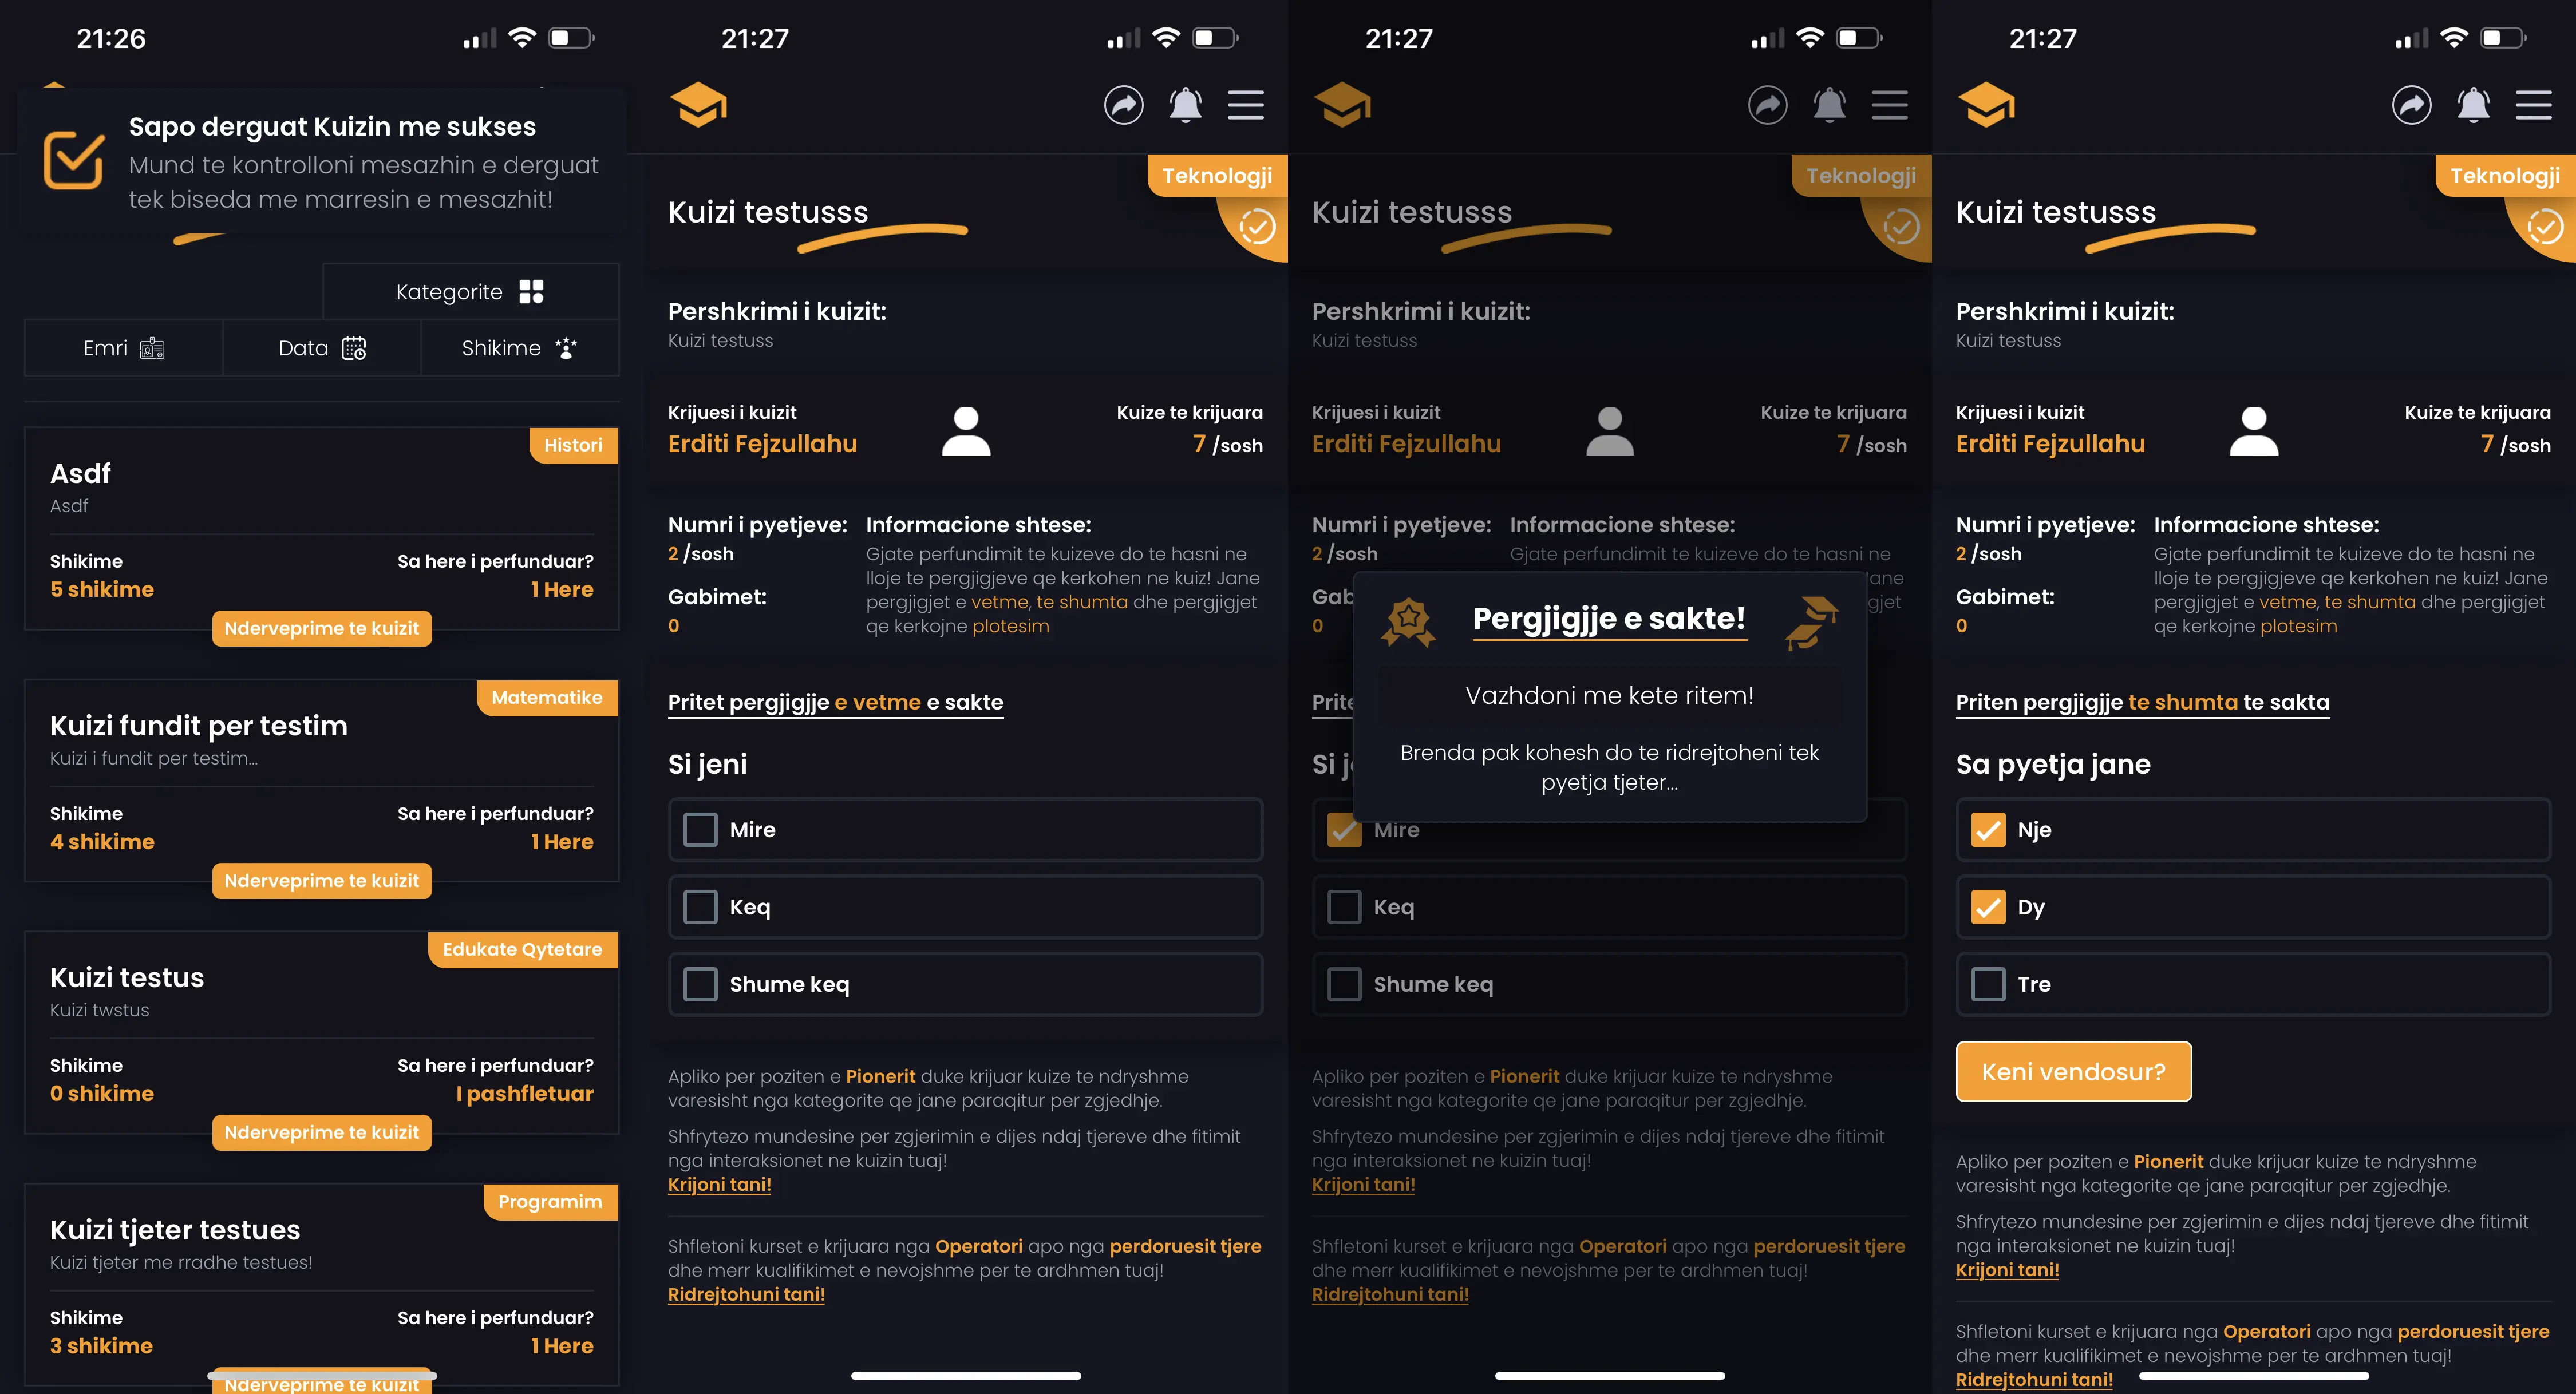 21:26
Sapo derguat Kuizin me sukses
Mund te kontrolloni mesazhin e derguat
tek biseda me marresin e mesazhit!
Kategorite
Emri
Data
Shikime
Histori
Asdf
Asdf
Shikime
Sa here i perfunduar?
5 shikime
1 Here
Nderveprime te kuizit
Matematike
Kuizi fundit per testim
Kuizi i fundit per testim...
Shikime
Sa here i perfunduar?
4 shikime
1 Here
Nderveprime te kuizit
Edukate Qytetare
Kuizi testus
Kuizi twstus
Shikime
Sa here i perfunduar?
0 shikime
I pashfletuar
Nderveprime te kuizit
Programim
Kuizi tjeter testues
Kuizi tjeter me rradhe testues!
Shikime
Sa here i perfunduar?
3 shikime
1 Here
Nderveprime te kuizit
21:27
Teknologji
Kuizi testusss
Pershkrimi i kuizit:
Kuizi testuss
Krijuesi i kuizit
Kuize te krijuara
Erditi Fejzullahu
7 /sosh
Numri i pyetjeve:
2 /sosh
Gabimet:
0
Informacione shtese:
Gjate perfundimit te kuizeve do te hasni ne
lloje te pergjigjeve qe kerkohen ne kuiz! Jane
pergjigjet e vetme, te shumta dhe pergjigjet
qe kerkojne plotesim
Pritet pergjigjje e vetme e sakte
Si jeni
Mire
Keq
Shume keq
Apliko per poziten e Pionerit duke krijuar kuize te ndryshme
varesisht nga kategorite qe jane paraqitur per zgjedhje.
Shfrytezo mundesine per zgjerimin e dijes ndaj tjereve dhe fitimit
nga interaksionet ne kuizin tuaj!
Krijoni tani!
Shfletoni kurset e krijuara nga Operatori apo nga perdoruesit tjere
dhe merr kualifikimet e nevojshme per te ardhmen tuaj!
Ridrejtohuni tani!
21:27
Teknologji
Kuizi testusss
Pershkrimi i kuizit:
Kuizi testuss
Krijuesi i kuizit
Kuize te krijuara
Erditi Fejzullahu
7 /sosh
Numri i pyetjeve:
2 /sosh
Gab
0
Informacione shtese:
Gjate perfundimit te kuizeve do te hasni ne
ane
gjet
Pergjigjje e sakte!
Vazhdoni me kete ritem!
Brenda pak kohesh do te ridrejtoheni tek
pyetja tjeter...
Prite
Si j
Mire
Keq
Shume keq
Apliko per poziten e Pionerit duke krijuar kuize te ndryshme
varesisht nga kategorite qe jane paraqitur per zgjedhje.
Shfrytezo mundesine per zgjerimin e dijes ndaj tjereve dhe fitimit
nga interaksionet ne kuizin tuaj!
Krijoni tani!
Shfletoni kurset e krijuara nga Operatori apo nga perdoruesit tjere
dhe merr kualifikimet e nevojshme per te ardhmen tuaj!
Ridrejtohuni tani!
21:27
Teknologji
Kuizi testusss
Pershkrimi i kuizit:
Kuizi testuss
Krijuesi i kuizit
Kuize te krijuara
Erditi Fejzullahu
7 /sosh
Numri i pyetjeve:
2 /sosh
Gabimet:
0
Informacione shtese:
Gjate perfundimit te kuizeve do te hasni ne
lloje te pergjigjeve qe kerkohen ne kuiz! Jane
pergjigjet e vetme, te shumta dhe pergjigjet
qe kerkojne plotesim
Priten pergjigjje te shumta te sakta
Sa pyetja jane
Nje
Dy
Tre
Keni vendosur?
Apliko per poziten e Pionerit duke krijuar kuize te ndryshme
varesisht nga kategorite qe jane paraqitur per zgjedhje.
Shfrytezo mundesine per zgjerimin e dijes ndaj tjereve dhe fitimit
nga interaksionet ne kuizin tuaj!
Krijoni tani!
Shfletoni kurset e krijuara nga Operatori apo nga perdoruesit tjere
dhe merr kualifikimet e nevojshme per te ardhmen tuaj!
Ridrejtohuni tani!